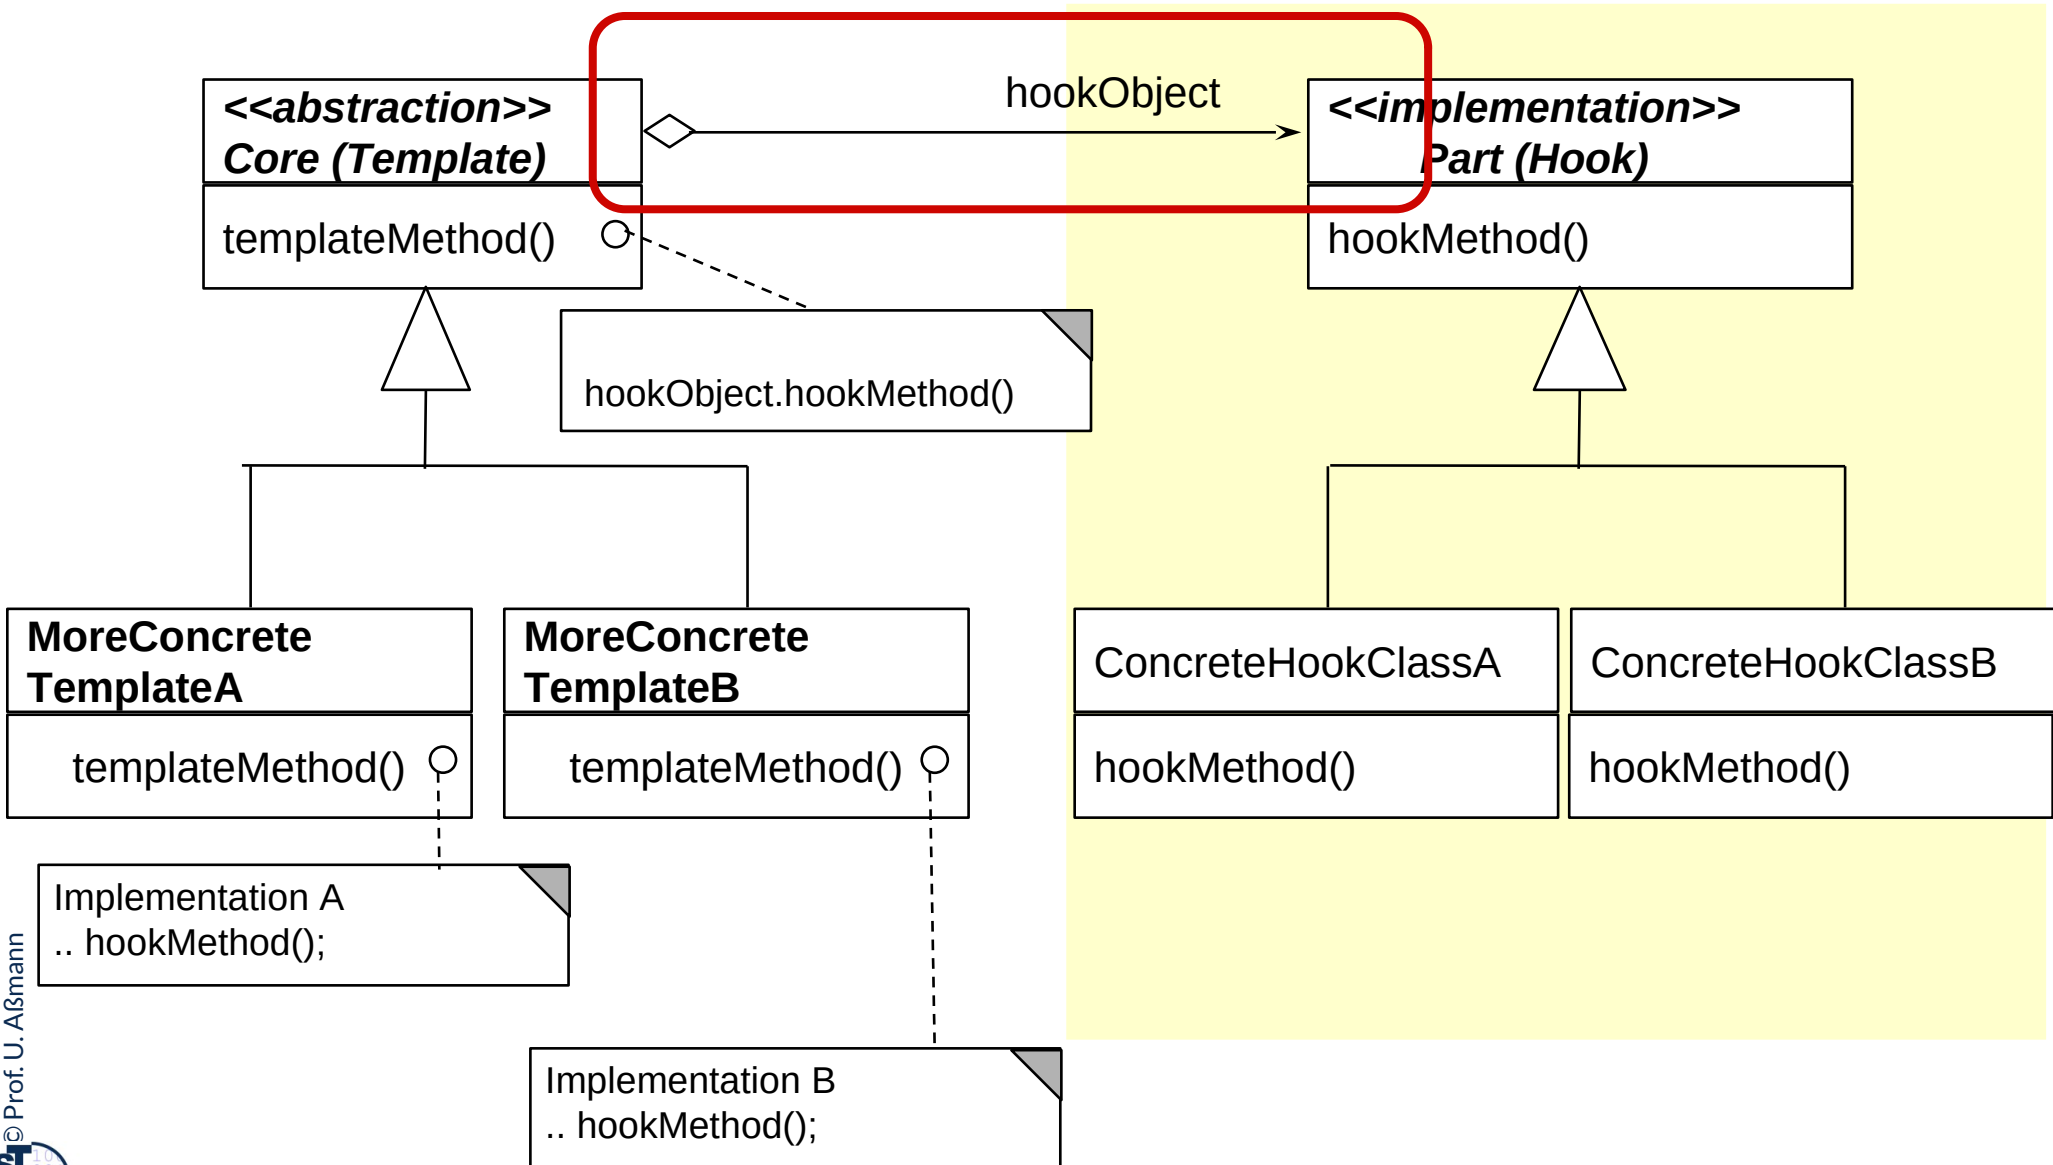 hookObject
<<abstraction>>
Core (Template)
<<implementation>>
Part (Hook)
templateMethod()
hookMethod()
hookObject.hookMethod()
MoreConcrete
TemplateA
MoreConcrete
TemplateB
ConcreteHookClassA
ConcreteHookClassB
templateMethod()
templateMethod()
hookMethod()
hookMethod()
Implementation A
.. hookMethod();
Implementation B
.. hookMethod();
© Prof. U. Aßmann